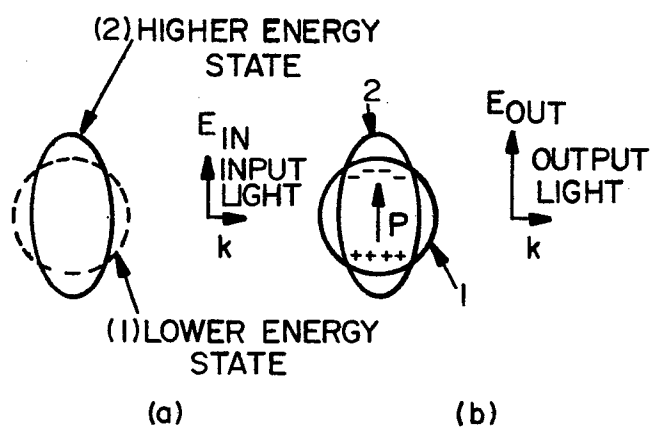 (2) HIGHER ENERGY
STATE
E IN
INPUT
LIGHT
k
(1) LOWER ENERGY
STATE
(a)
2
- - -
P
++++
1
E OUT
OUTPUT
LIGHT
k
(b)